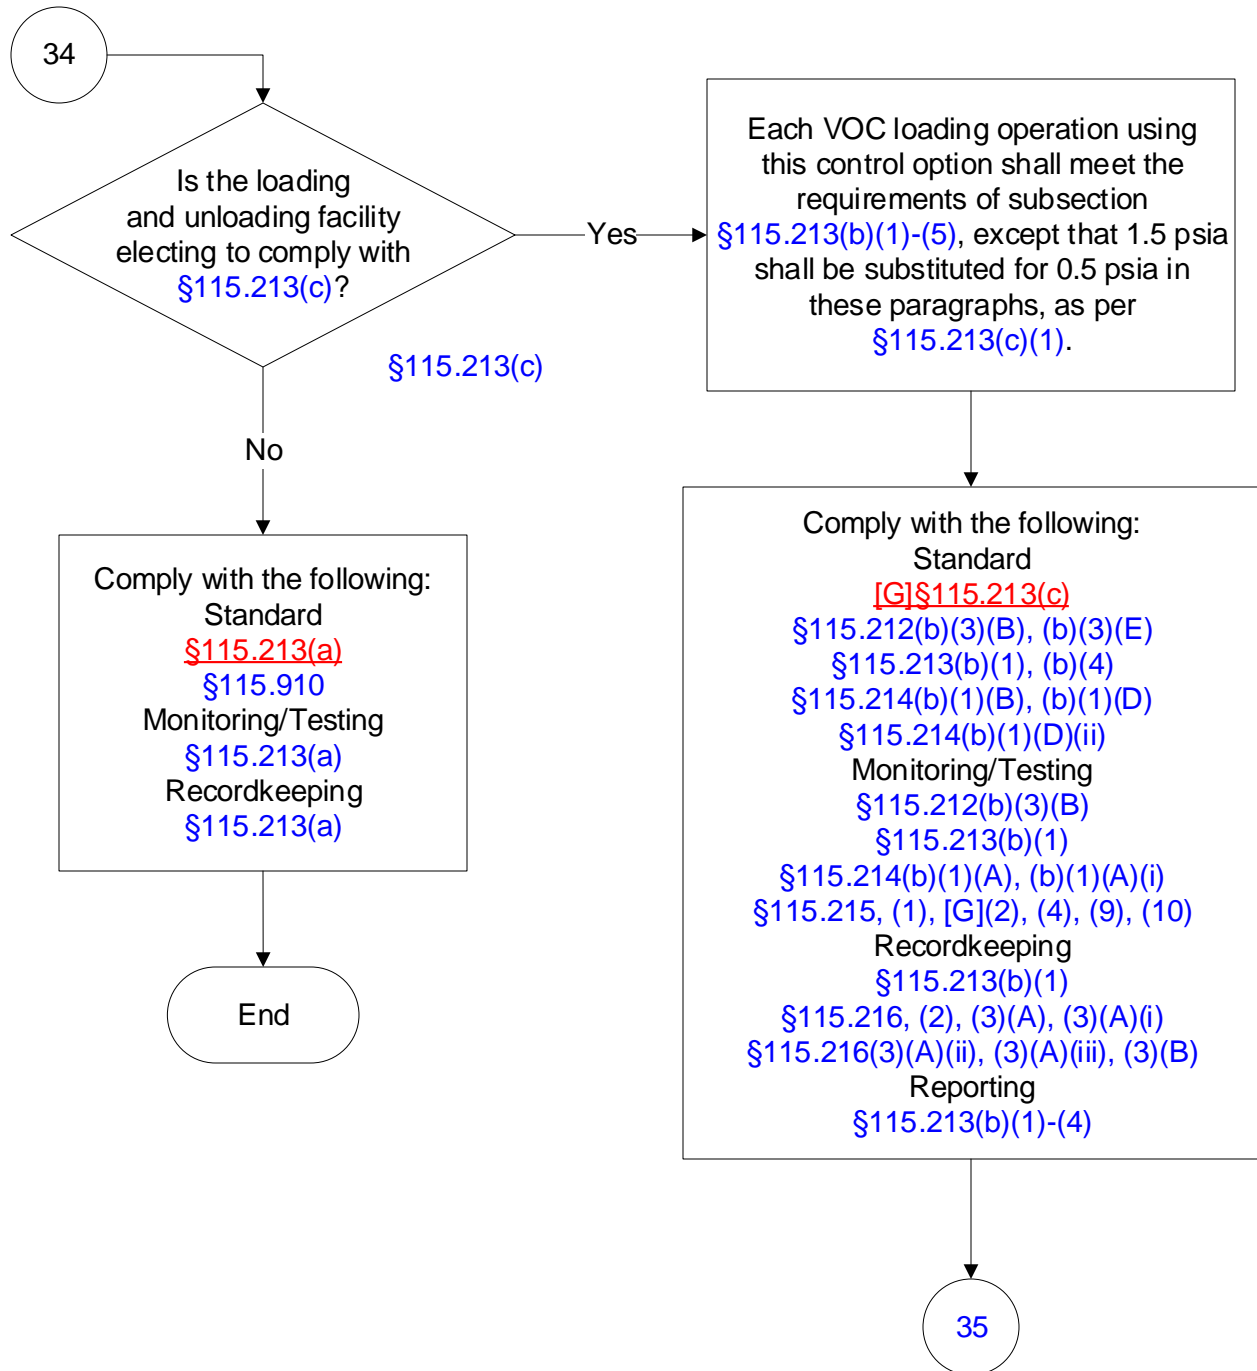 34
Is the loading
and unloading facility
electing to comply with
§115.213(c)?
§115.213(c)
Yes
Each VOC loading operation using
this control option shall meet the
requirements of subsection
§115.213(b)(1)-(5), except that 1.5 psia
shall be substituted for 0.5 psia in
these paragraphs, as per
§115.213(c)(1).
No
Comply with the following:
Standard
§115.213(a)
§115.910
Monitoring/Testing
§115.213(a)
Recordkeeping
§115.213(a)
End
Comply with the following:
Standard
[G]§115.213(c)
§115.212(b)(3)(B), (b)(3)(E)
§115.213(b)(1), (b)(4)
§115.214(b)(1)(B), (b)(1)(D)
§115.214(b)(1)(D)(ii)
Monitoring/Testing
§115.212(b)(3)(B)
§115.213(b)(1)
§115.214(b)(1)(A), (b)(1)(A)(i)
§115.215, (1), [G](2), (4), (9), (10)
Recordkeeping
§115.213(b)(1)
§115.216, (2), (3)(A), (3)(A)(i)
§115.216(3)(A)(ii), (3)(A)(iii), (3)(B)
Reporting
§115.213(b)(1)-(4)
35